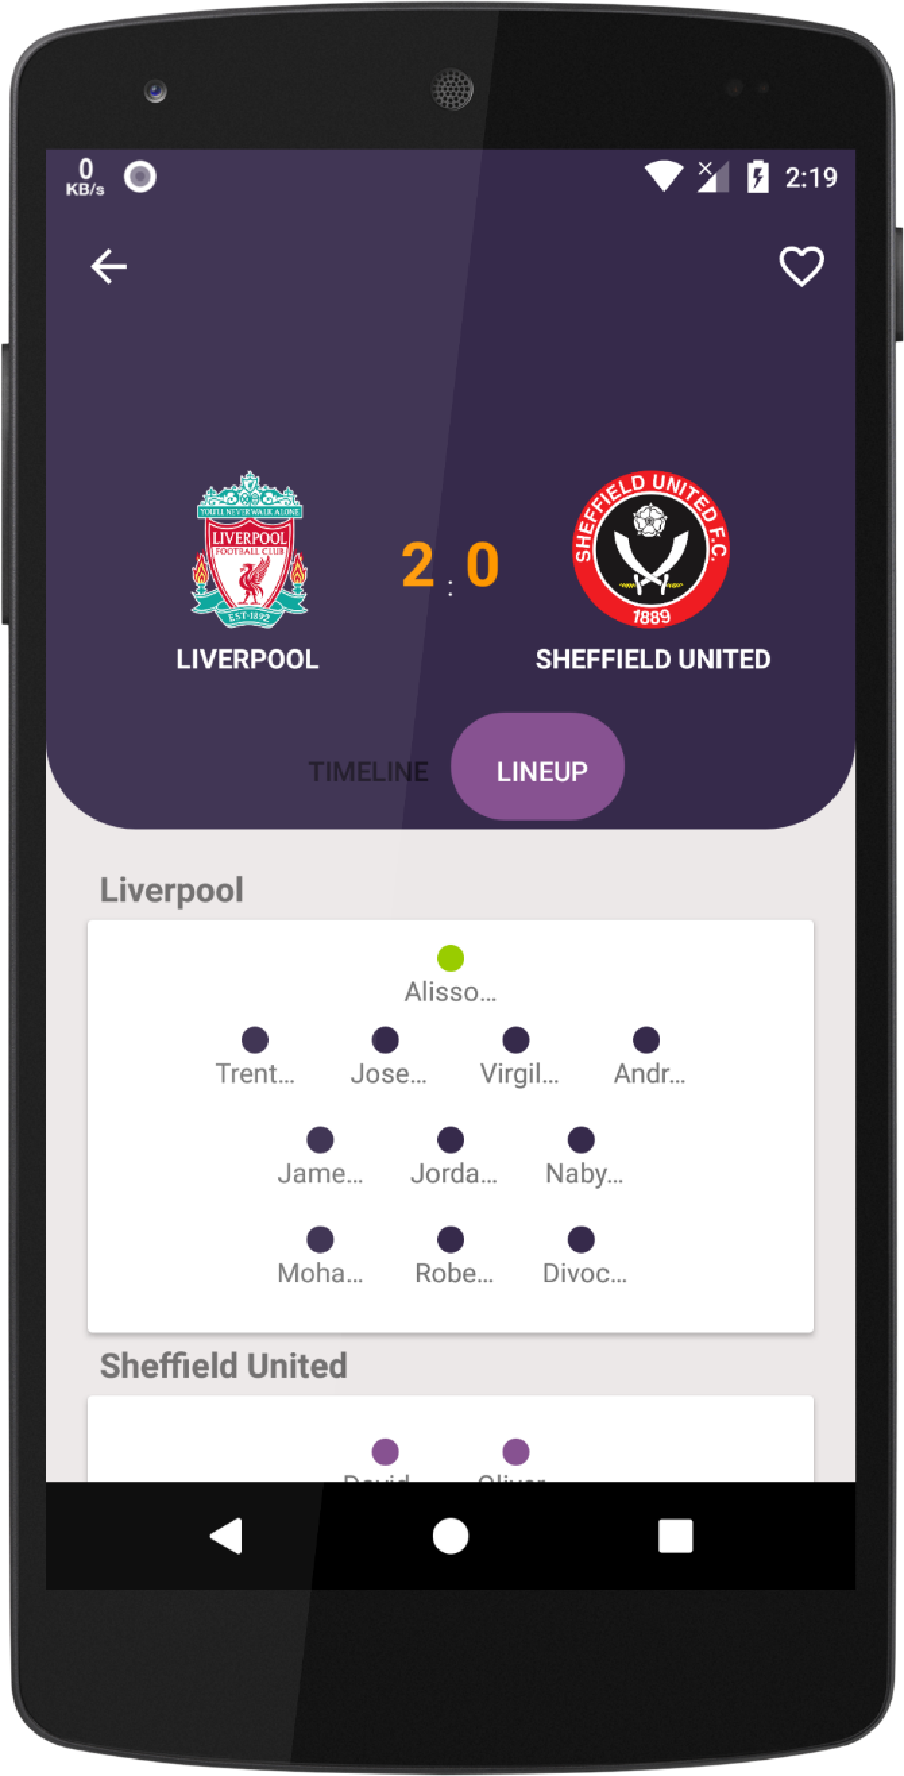 0
KB/s
2:19
YOU'LL NEVER WALK ALONE
LIVERPOOL
FOOTBALL CLUB
EST·1892
2 : 0
SHEFFIELD UNITED F.C.
1889
LIVERPOOL
SHEFFIELD UNITED
TIMELINE
LINEUP
Liverpool
Alisso...
Trent... Jose... Virgil... Andr...
Jame... Jorda... Naby...
Moha... Robe... Divoc...
Sheffield United
David Oliver